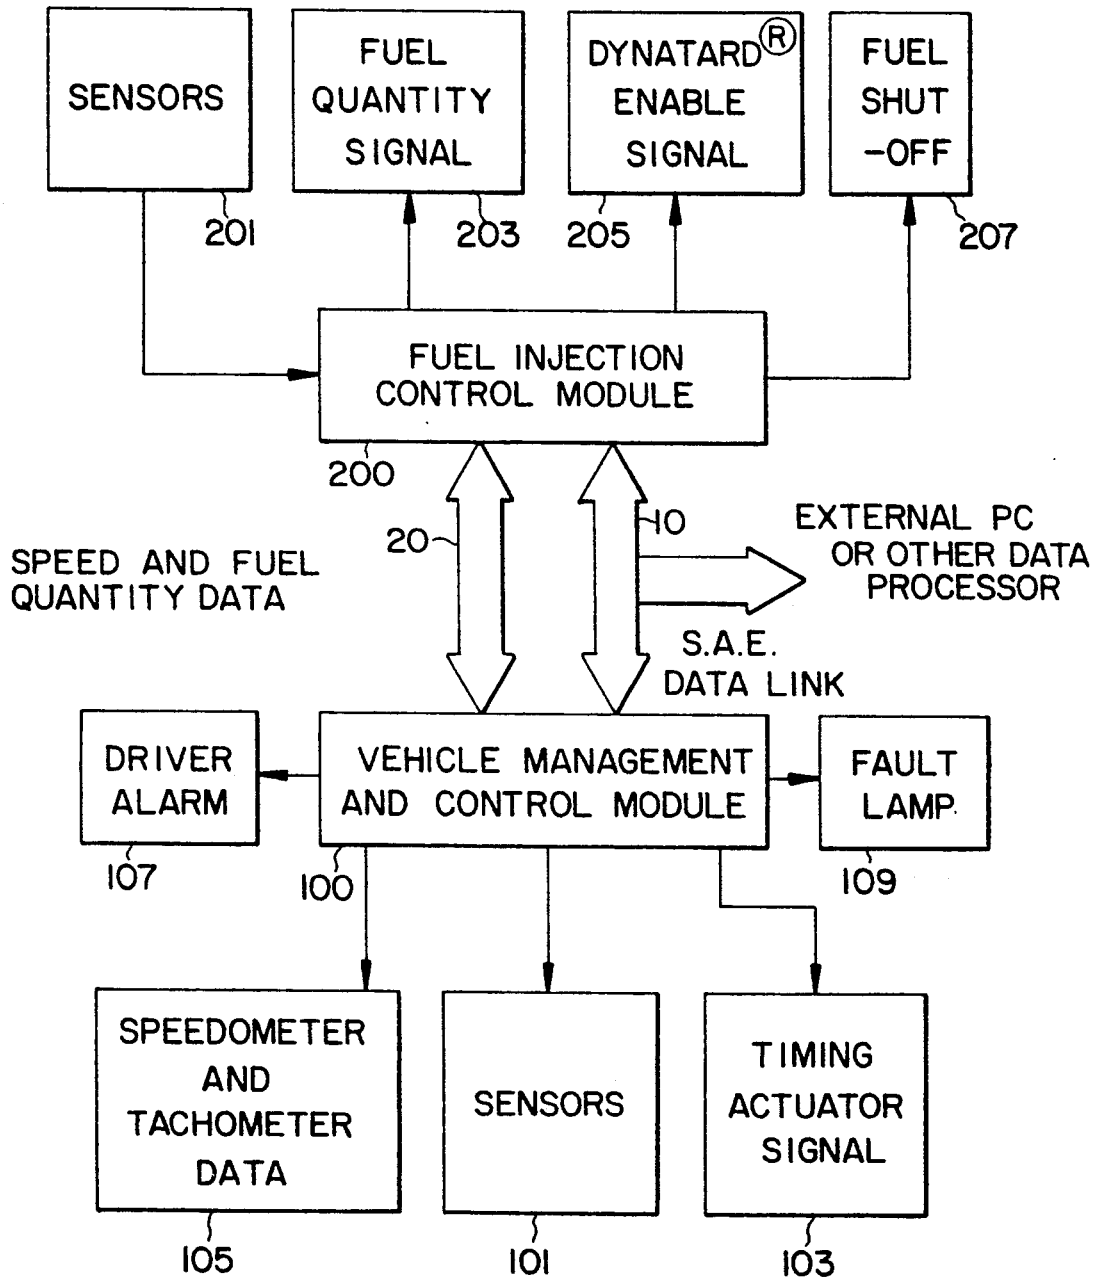 SENSORS
201
FUEL
QUANTITY
SIGNAL
203
DYNATARD®
ENABLE
SIGNAL
205
FUEL
SHUT
-OFF
207
FUEL INJECTION
CONTROL MODULE
200
20
10
SPEED AND FUEL
QUANTITY DATA
EXTERNAL PC
OR OTHER DATA
PROCESSOR
S.A.E.
DATA LINK
DRIVER
ALARM
107
VEHICLE MANAGEMENT
AND CONTROL MODULE
100
FAULT
LAMP
109
SPEEDOMETER
AND
TACHOMETER
DATA
105
SENSORS
101
TIMING
ACTUATOR
SIGNAL
103